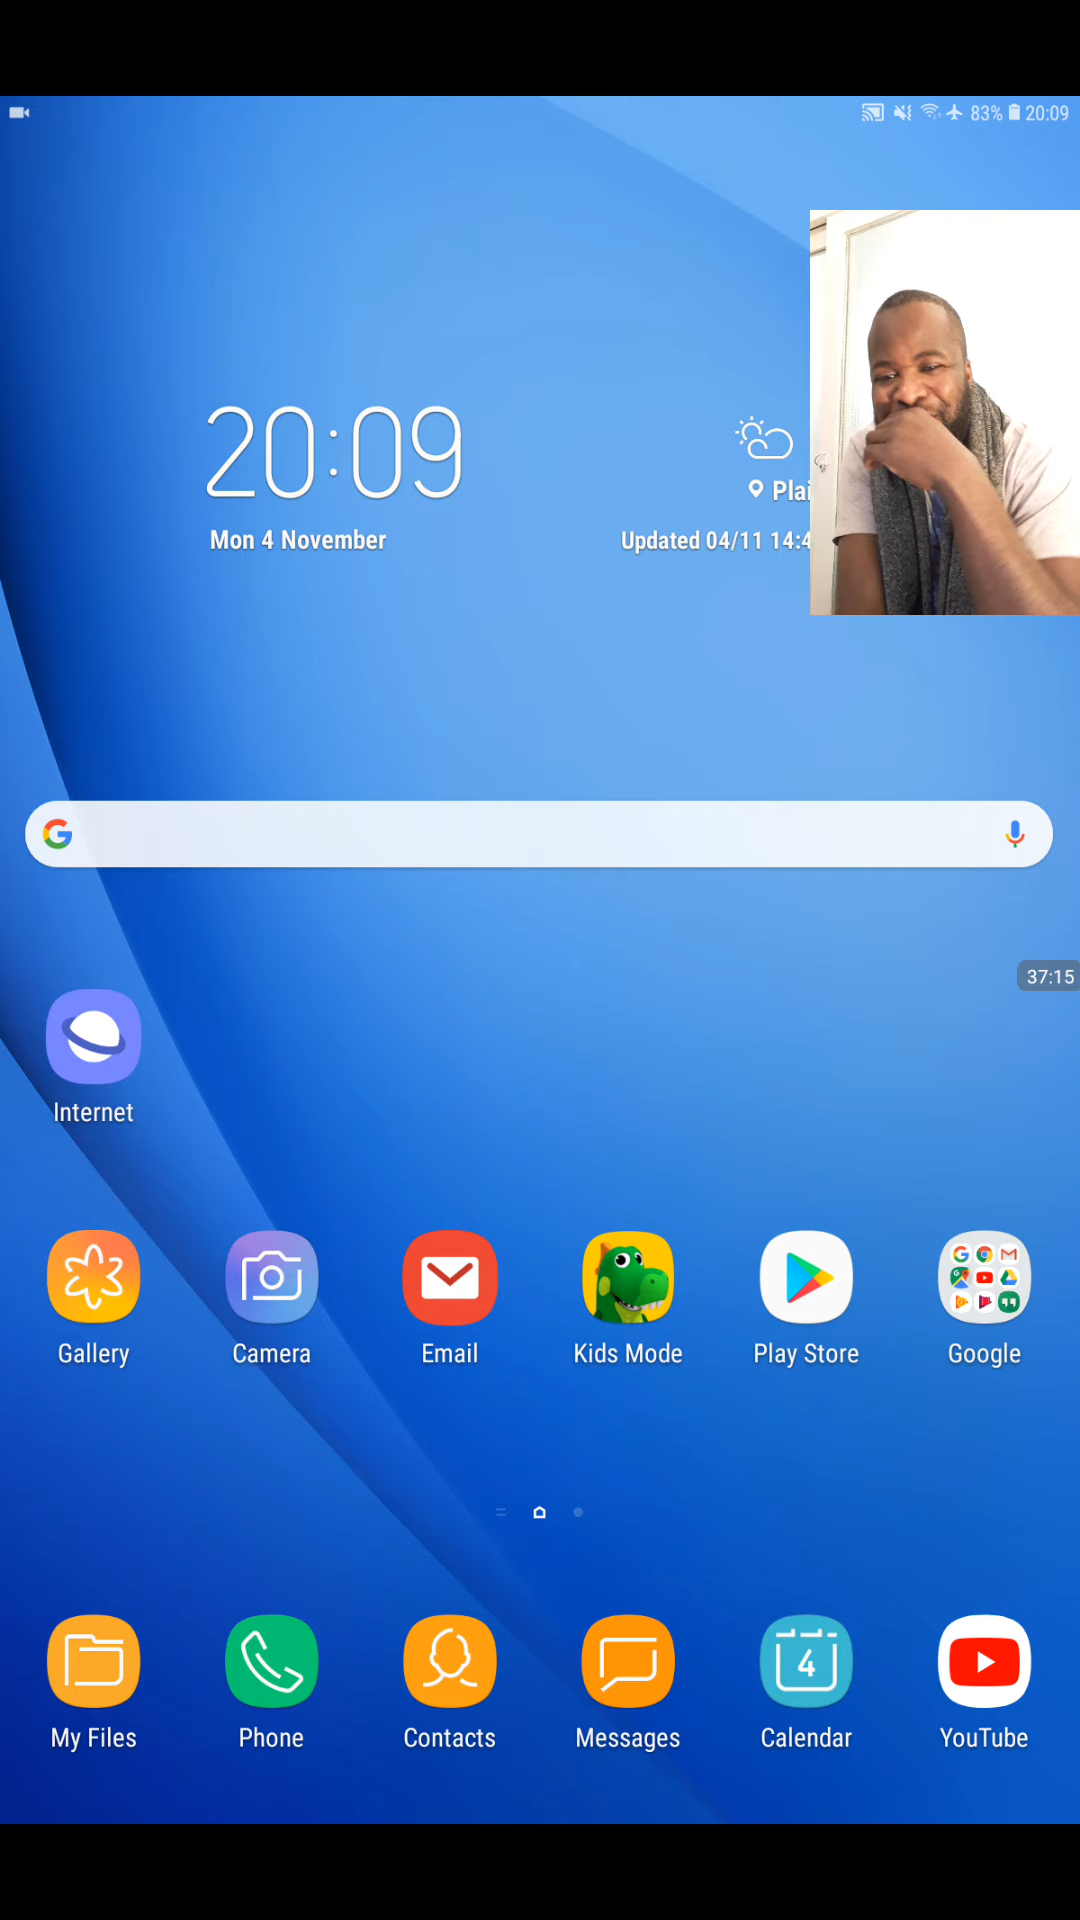 83% 20:09
20:09
Mon 4 November
Updated 04/11 14:4
37:15
Internet
Gallery
Camera
Email
Kids Mode
Play Store
Google
4
My Files
Phone
Contacts
Messages
Calendar
YouTube